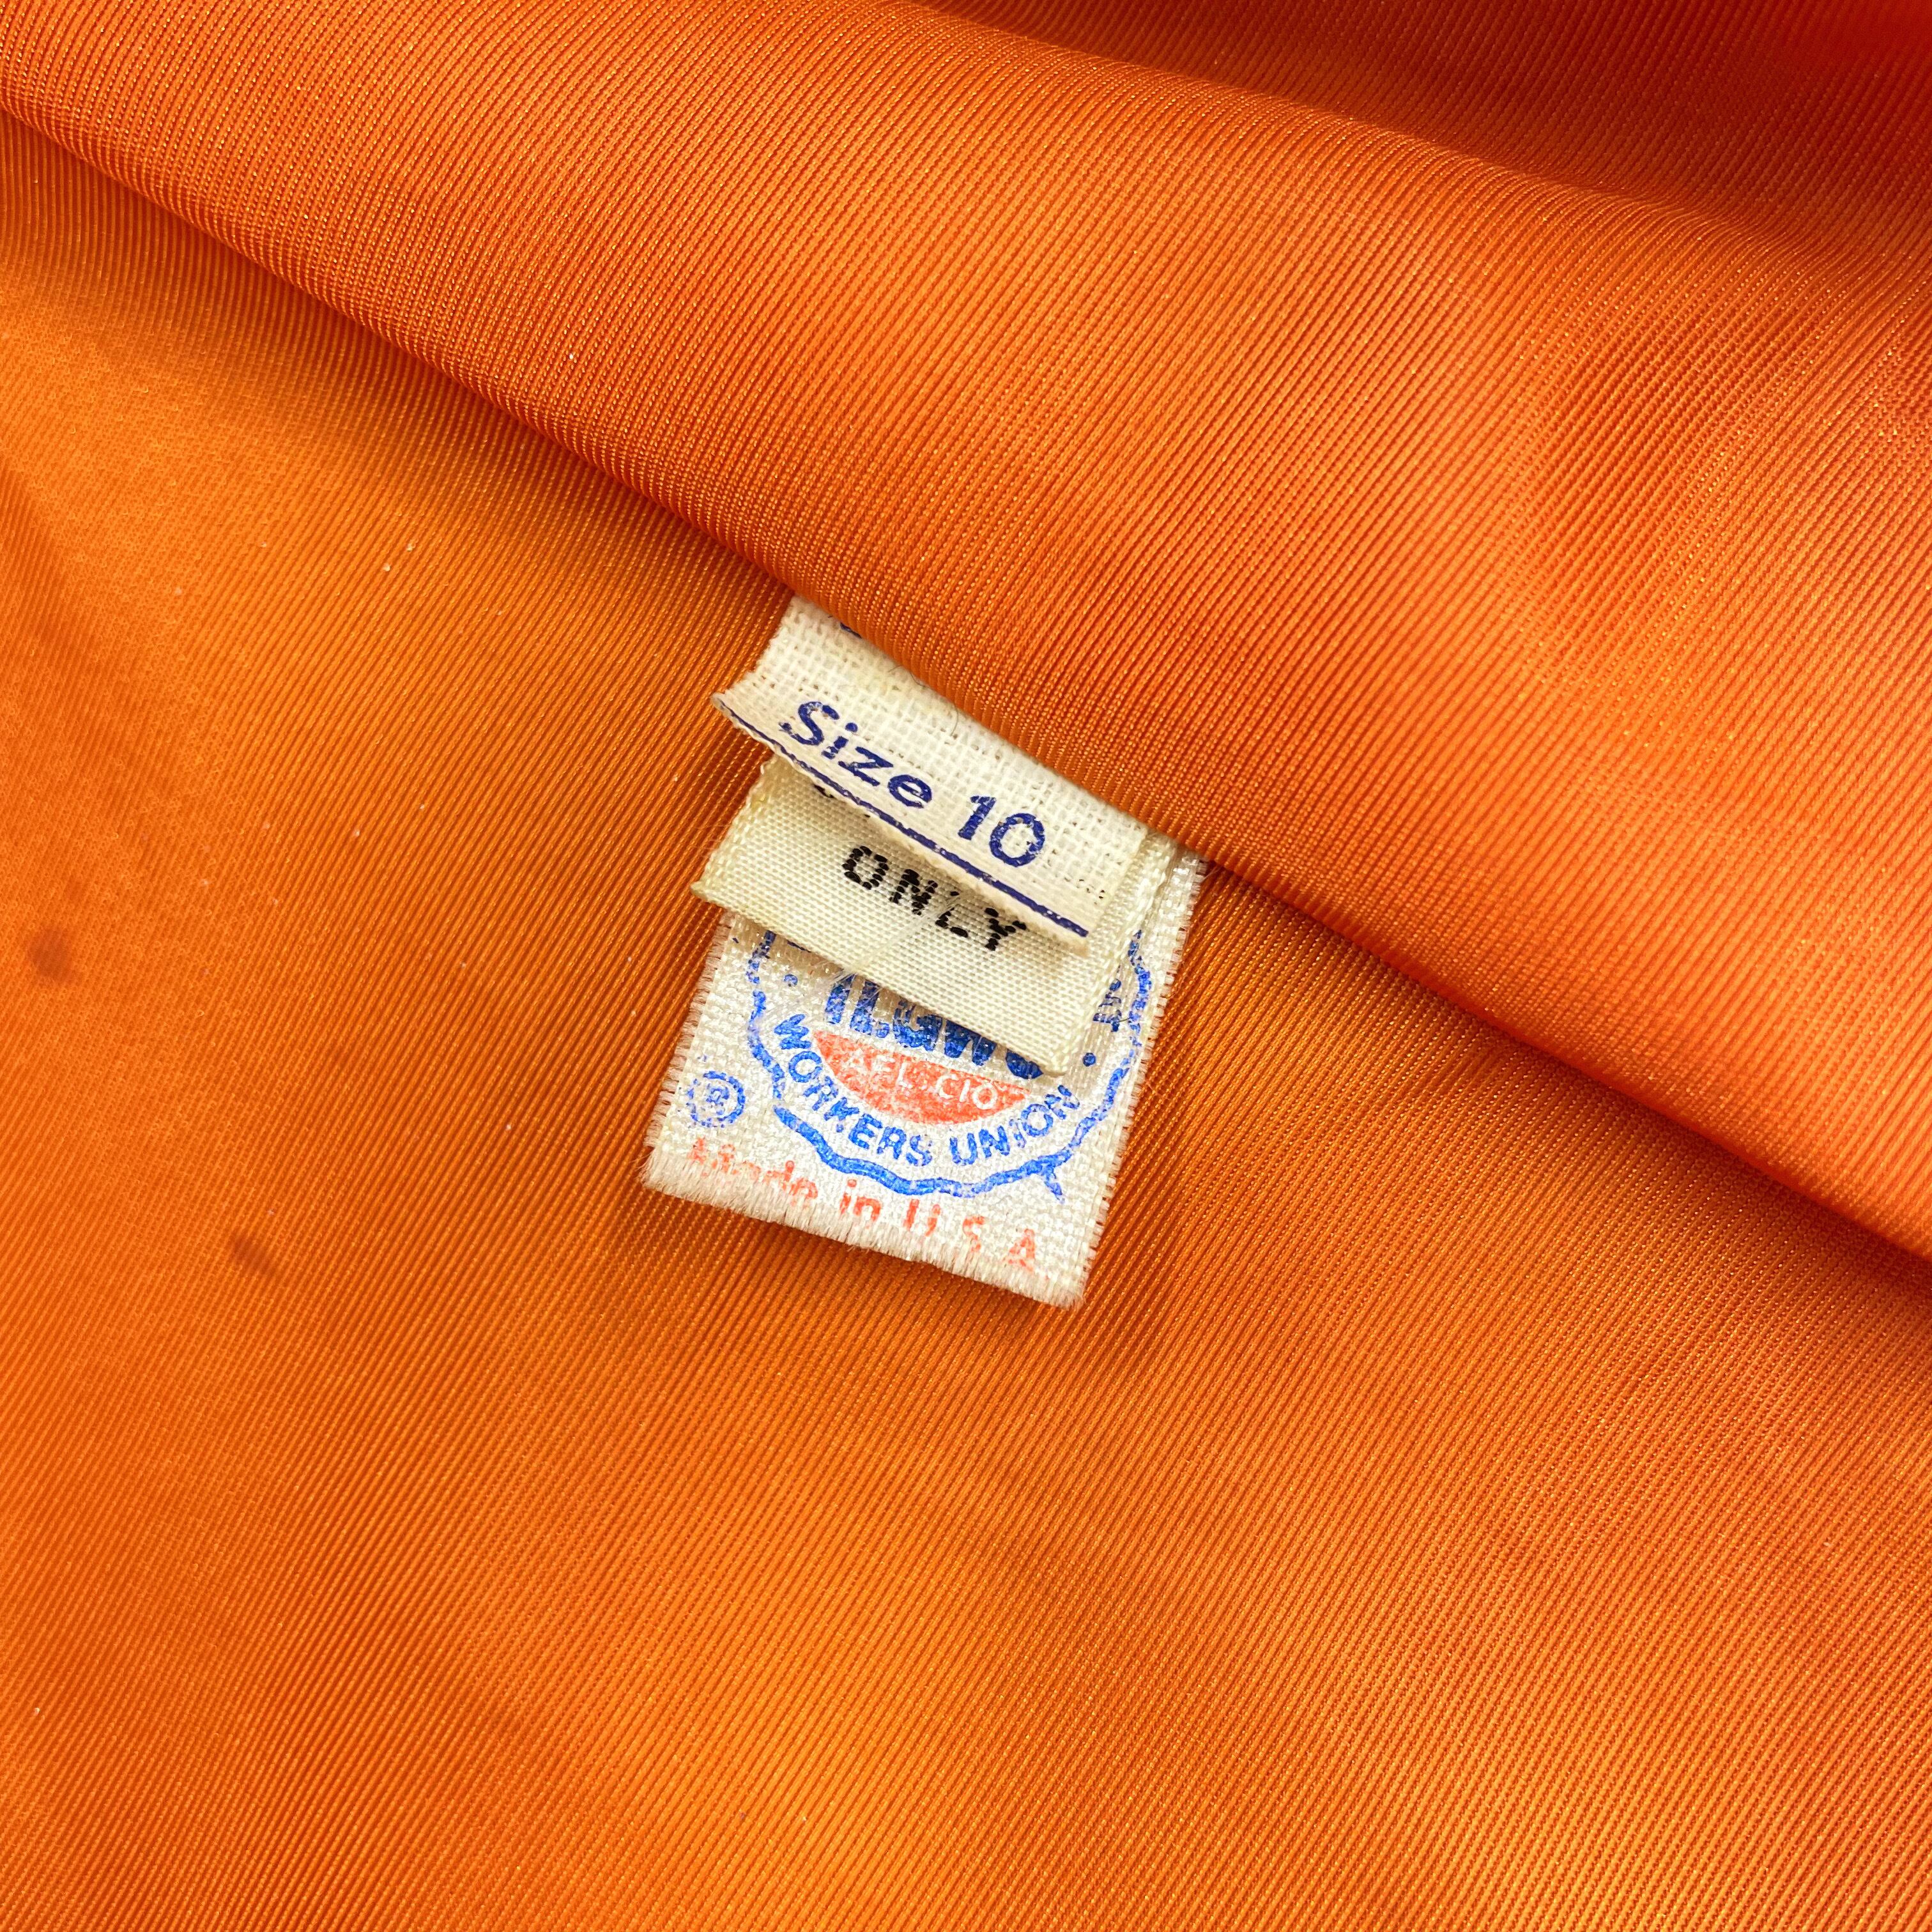 Size 10
ONLY
ILGWU
AFL-CIO
WORKERS UNION
®
Made in U.S.A.